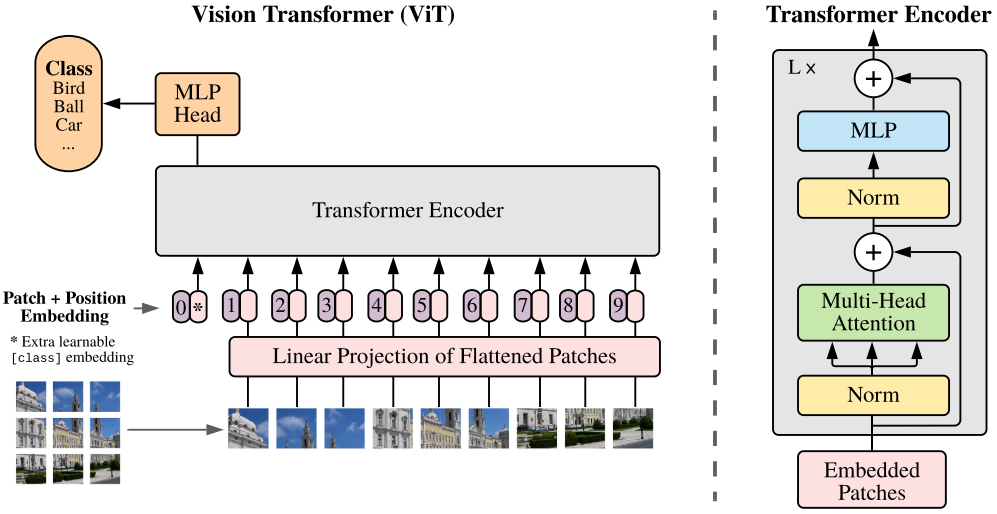 Vision Transformer (ViT)
Class
Bird
Ball
Car
...
MLP
Head
Transformer Encoder
Patch + Position
Embedding
0 * 1 2 3 4 5 6 7 8 9
* Extra learnable
[class] embedding
Linear Projection of Flattened Patches
Transformer Encoder
L ×
+
MLP
Norm
+
Multi-Head
Attention
Norm
Embedded
Patches